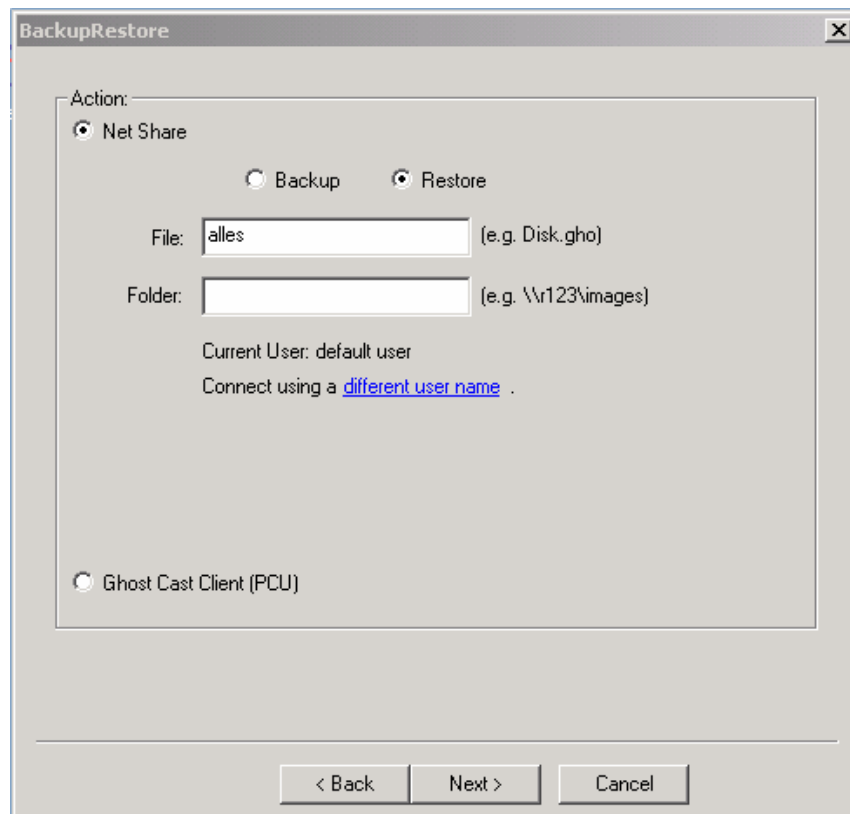 BackupRestore
Action:
Net Share
Backup Restore
File: alles (e.g. Disk.gho)
Folder: (e.g. \\r123\images)
Current User: default user
Connect using a different user name .
Ghost Cast Client (PCU)
< Back Next > Cancel